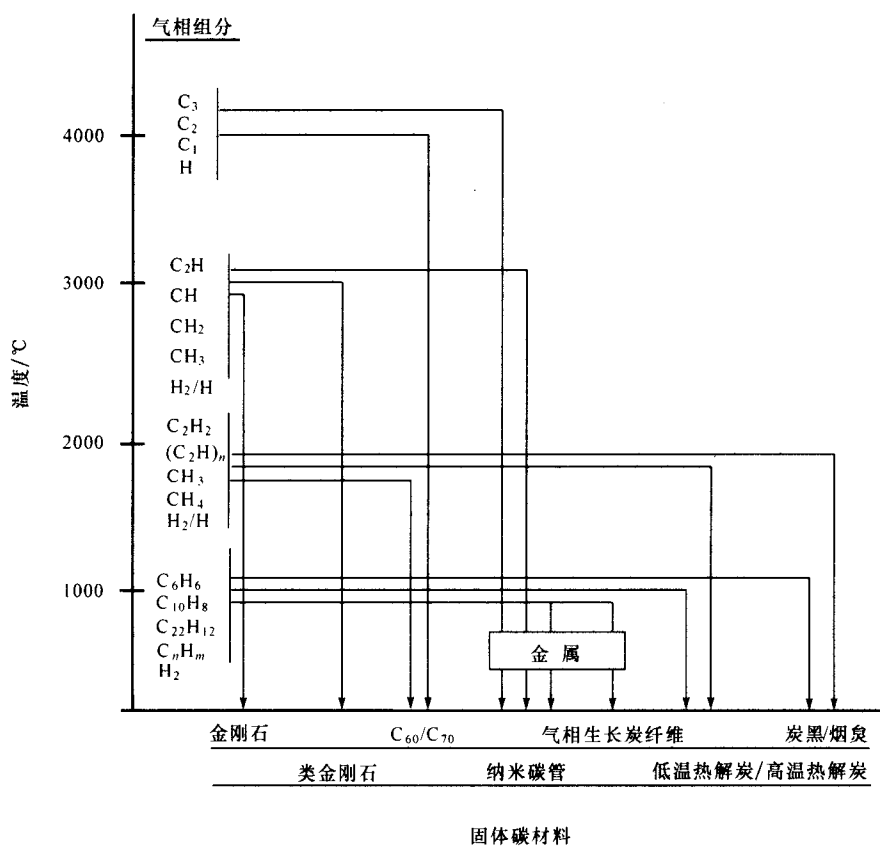 气相组分
C₃
C₂
4000
C₁
H
C₂H
3000
CH
CH₂
CH₃
温度/℃
H₂/H
C₂H₂
2000
(C₂H)ₙ
CH₃
CH₄
H₂/H
C₆H₆
1000
C₁₀H₈
C₂₂H₁₂
CₙHₘ
H₂
金属
金刚石 C₆₀/C₇₀ 气相生长炭纤维 炭黑/烟炱
类金刚石 纳米碳管 低温热解炭/高温热解炭
固体碳材料